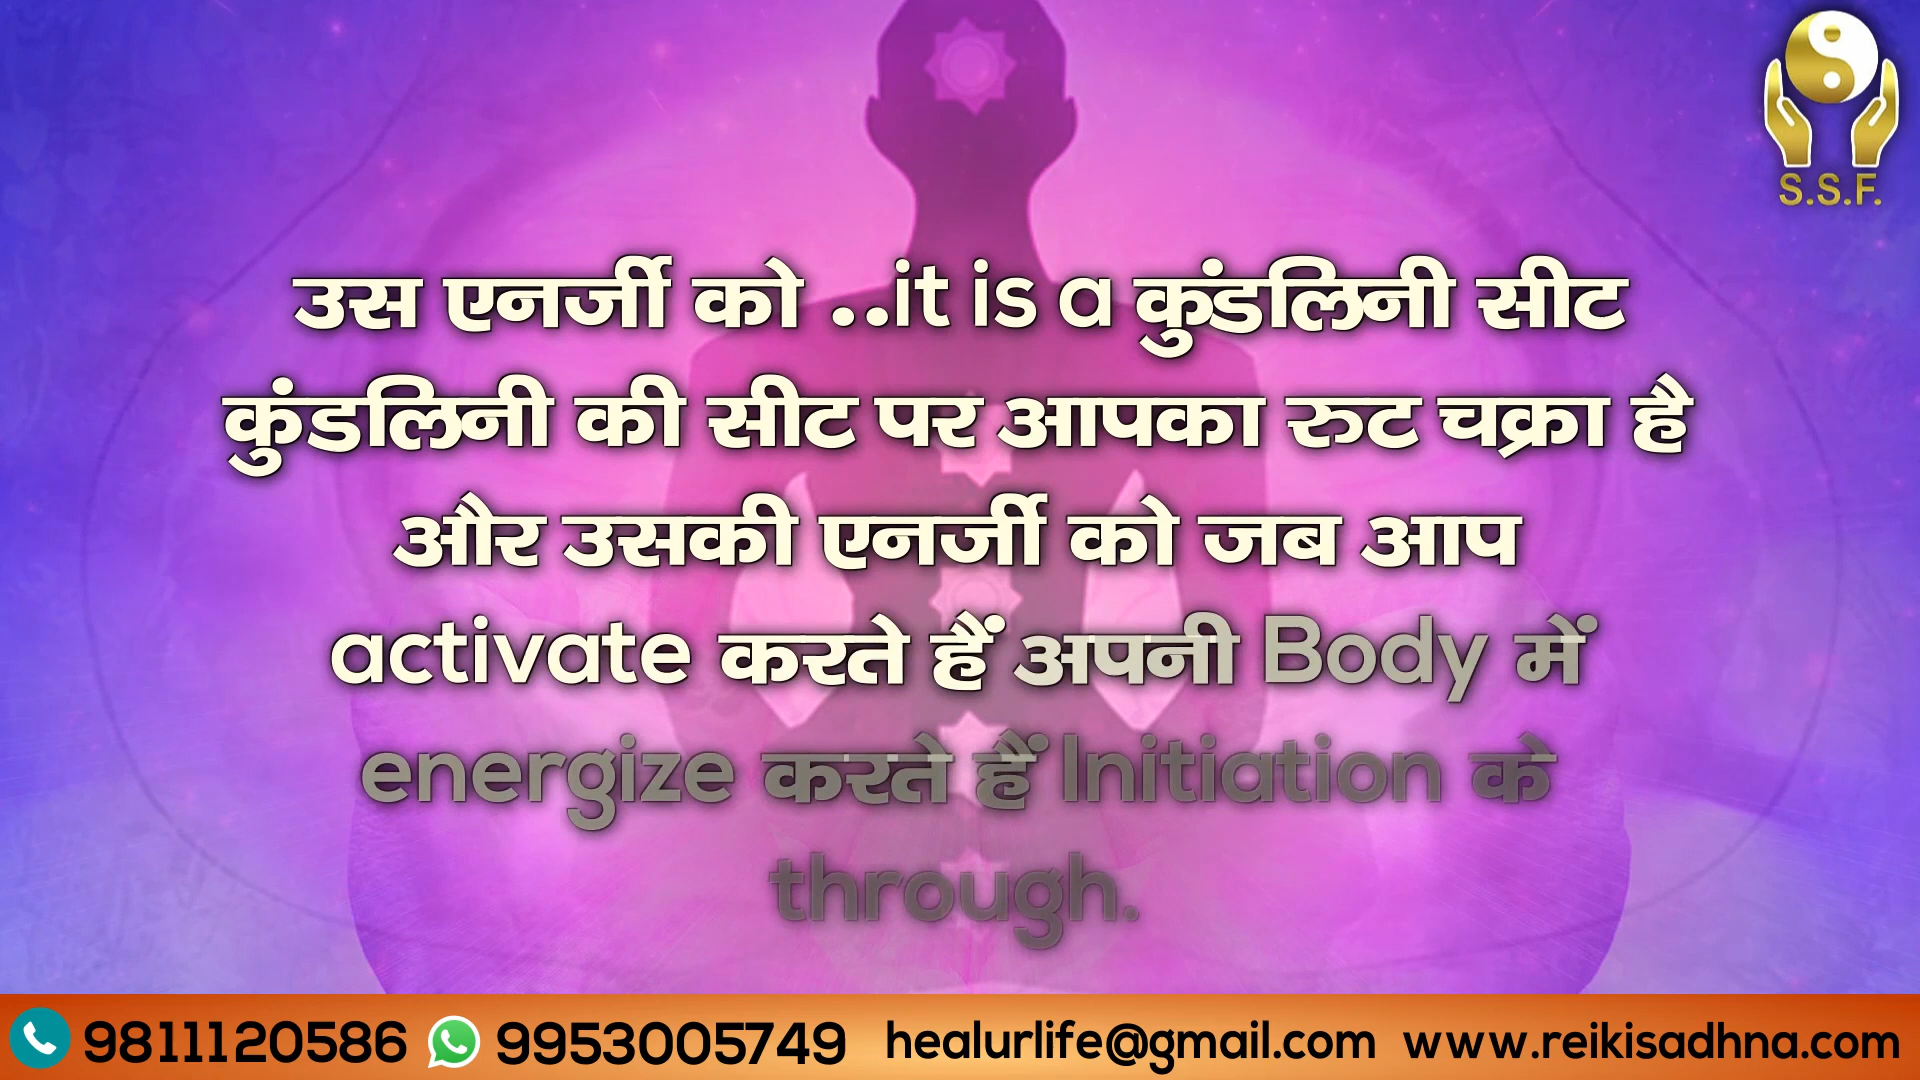 S.S.F.
उस एनर्जी को ..it is a कुंडलिनी सीट
कुंडलिनी की सीट पर आपका रुट चक्रा है
और उसकी एनर्जी को जब आप
activate करते हैं अपनी Body में
energize करते हैं Initiation के
through.
9811120586 9953005749 healurlife@gmail.com www.reikisadhna.com